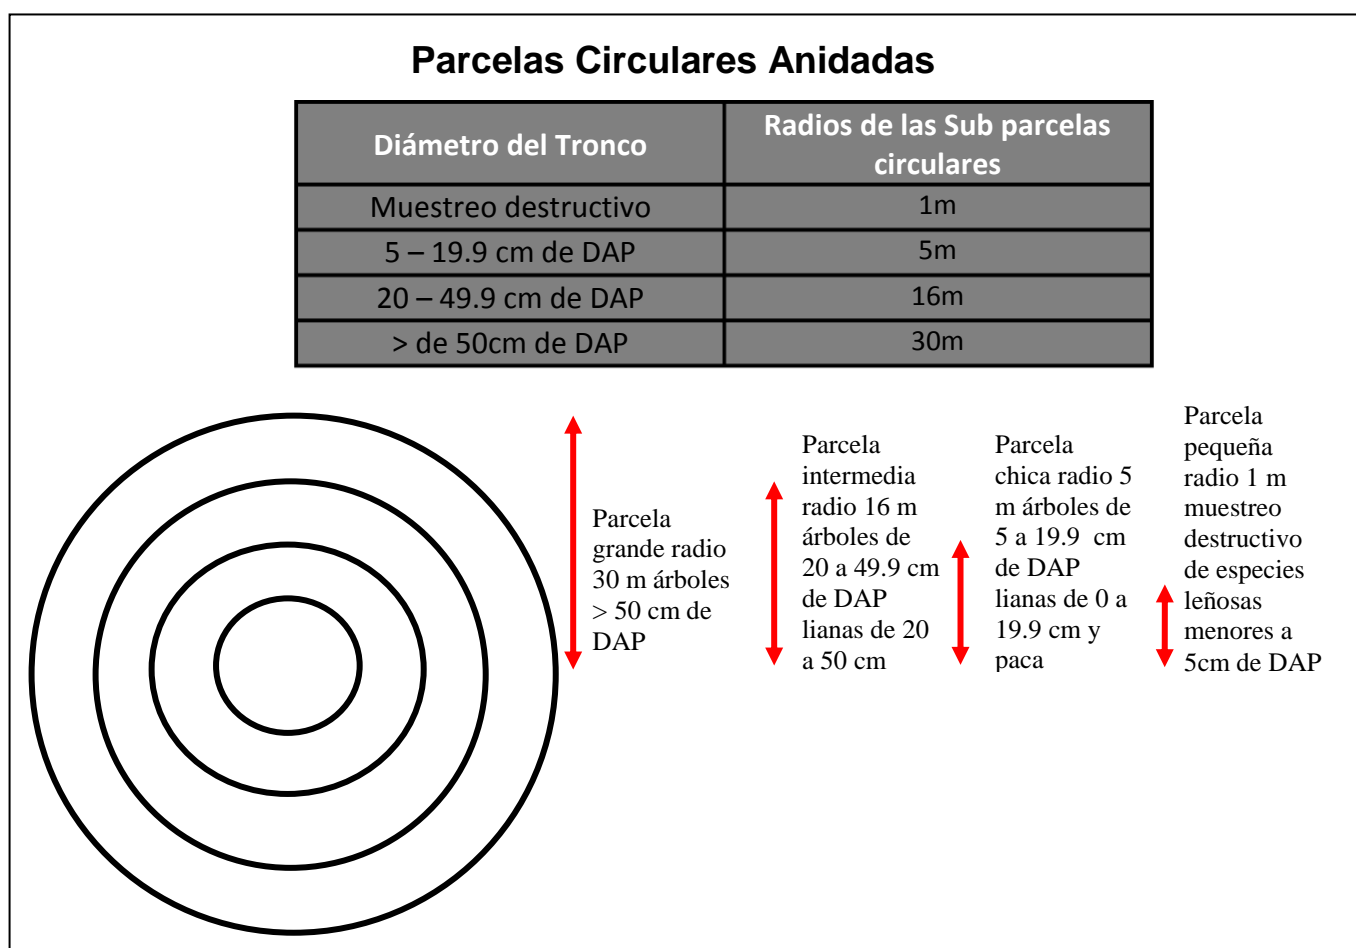 Parcelas Circulares Anidadas
Diámetro del Tronco
Radios de las Sub parcelas
circulares
Muestreo destructivo
1m
5 – 19.9 cm de DAP
5m
20 – 49.9 cm de DAP
16m
> de 50cm de DAP
30m
Parcela
grande radio
30 m árboles
> 50 cm de
DAP
Parcela
intermedia
radio 16 m
árboles de
20 a 49.9 cm
de DAP
lianas de 20
a 50 cm
Parcela
chica radio 5
m árboles de
5 a 19.9 cm
de DAP
lianas de 0 a
19.9 cm y
paca
Parcela
pequeña
radio 1 m
muestreo
destructivo
de especies
leñosas
menores a
5cm de DAP